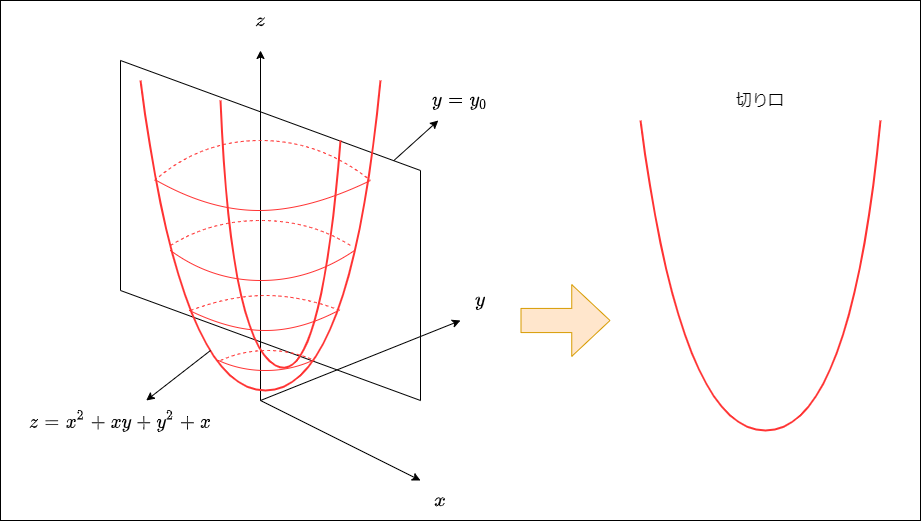 z
切り口
y = y₀
y
z = x² + xy + y² + x
x